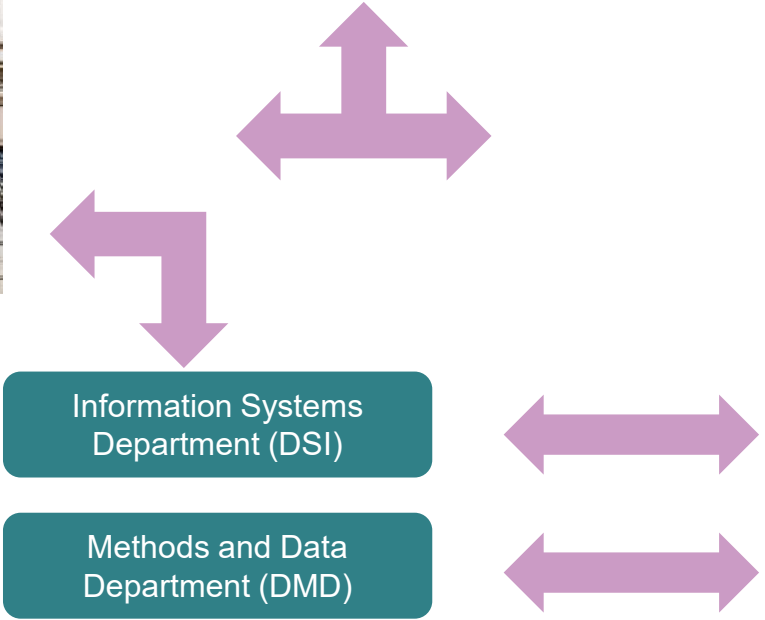 Information Systems
Department (DSI)
Methods and Data
Department (DMD)